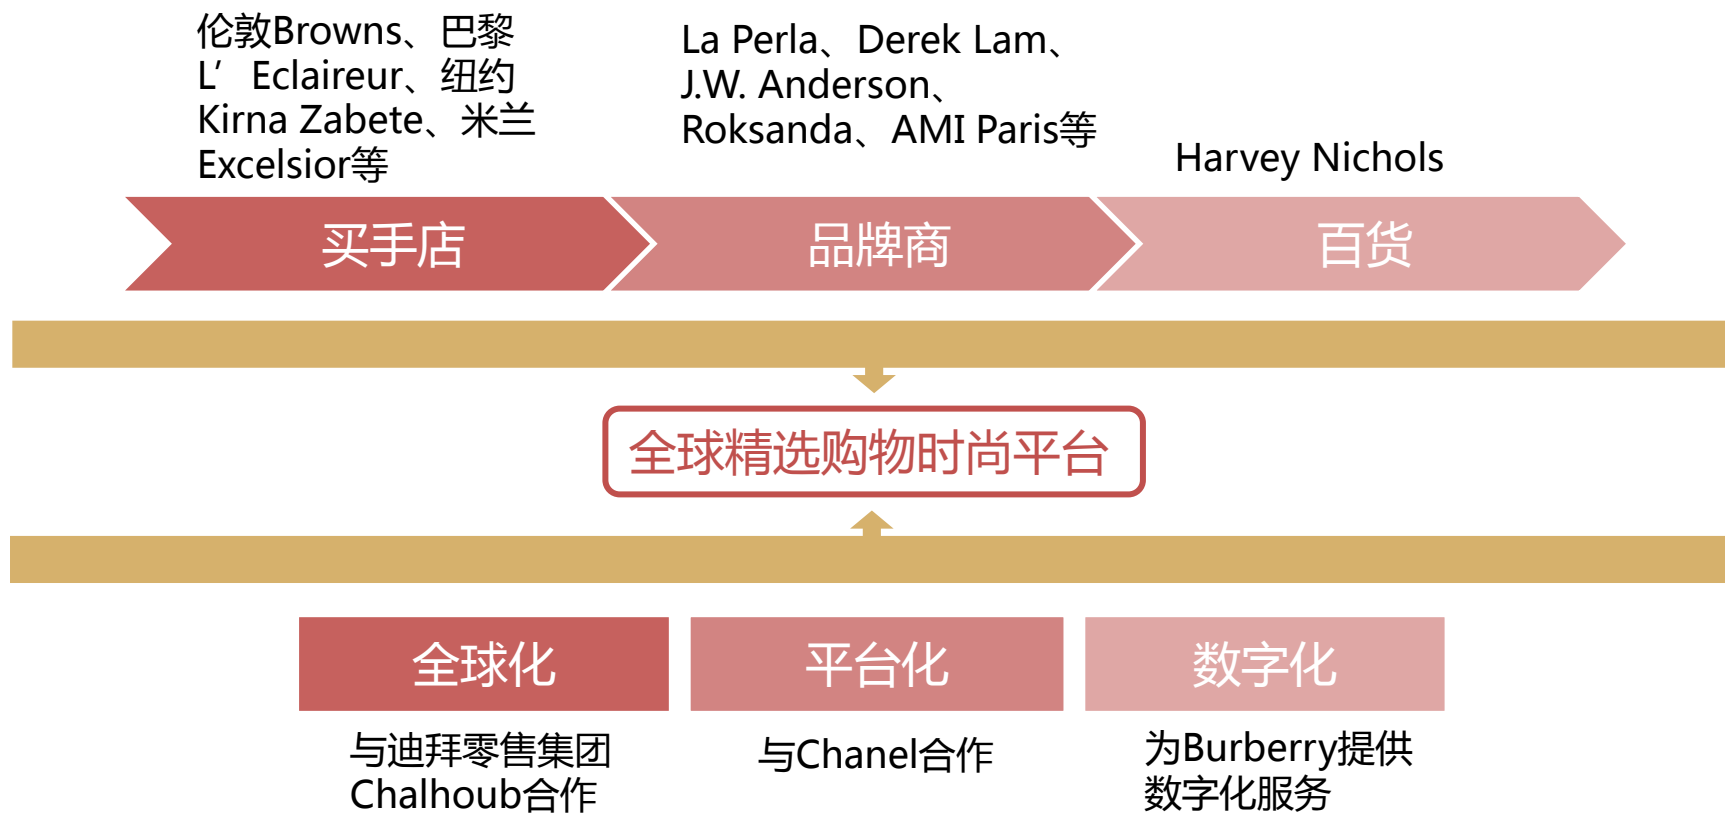 伦敦Browns、巴黎
L’Eclaireur、纽约
Kirna Zabete、米兰
Excelsior等
La Perla、Derek Lam、
J.W. Anderson、
Roksanda、AMI Paris等
Harvey Nichols
买手店
品牌商
百货
全球精选购物时尚平台
全球化
平台化
数字化
与迪拜零售集团
Chalhoub合作
与Chanel合作
为Burberry提供
数字化服务